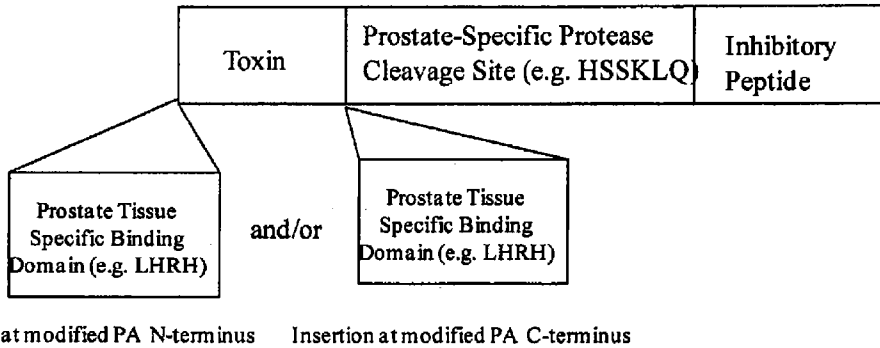 Toxin
Prostate-Specific Protease
Cleavage Site (e.g. HSSKLQ)
Inhibitory
Peptide
Prostate Tissue
Specific Binding
Domain (e.g. LHRH)
and/or
Prostate Tissue
Specific Binding
Domain (e.g. LHRH)
at modified PA N-terminus
Insertion at modified PA C-terminus